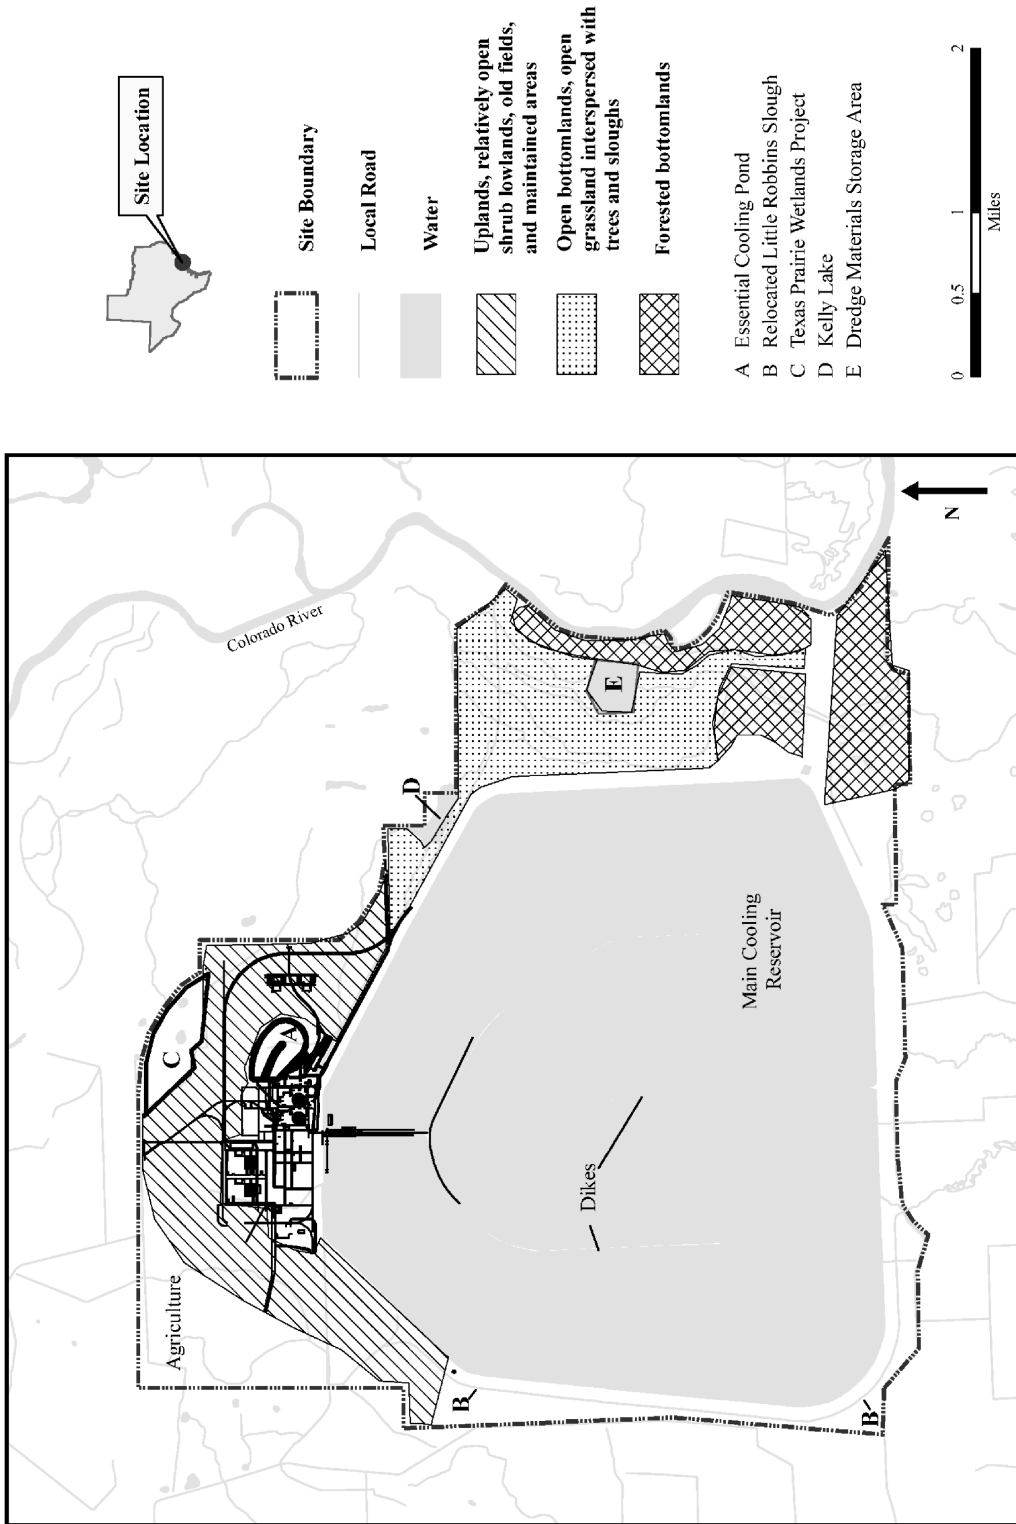 Colorado River
C
A
D
Agriculture
E
B
Dikes
Main Cooling
Reservoir
B
N
Site Location
Site Boundary
Local Road
Water
Uplands, relatively open
shrub lowlands, old fields,
and maintained areas
Open bottomlands, open
grassland interspersed with
trees and sloughs
Forested bottomlands
A Essential Cooling Pond
B Relocated Little Robbins Slough
C Texas Prairie Wetlands Project
D Kelly Lake
E Dredge Materials Storage Area
0 0.5 1 2
Miles